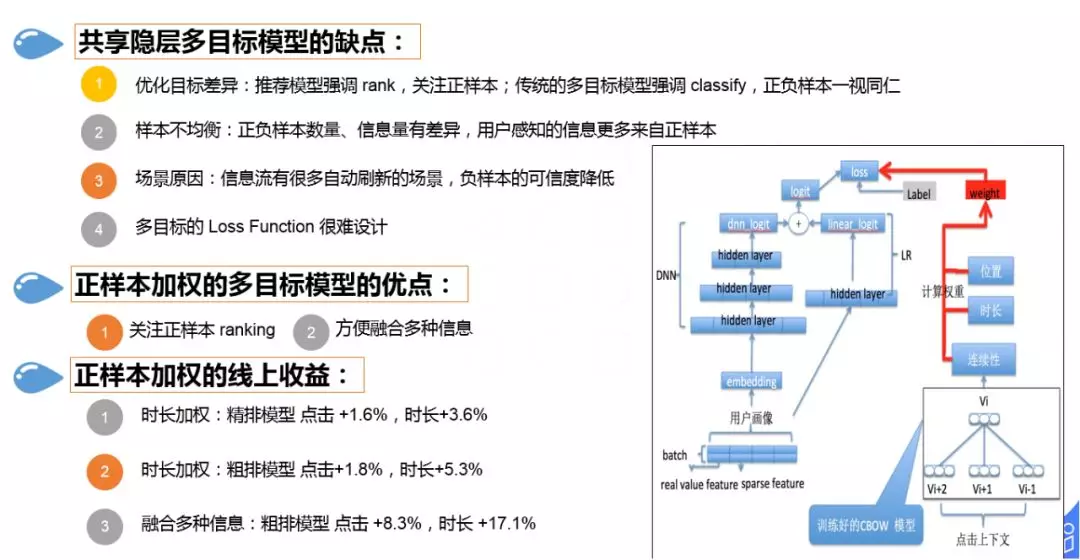 共享隐层多目标模型的缺点：
1 优化目标差异：推荐模型强调 rank，关注正样本；传统的多目标模型强调 classify，正负样本一视同仁
2 样本不均衡：正负样本数量、信息量有差异，用户感知的信息更多来自正样本
3 场景原因：信息流有很多自动刷新的场景，负样本的可信度降低
4 多目标的 Loss Function 很难设计
正样本加权的多目标模型的优点：
1 关注正样本 ranking 2 方便融合多种信息
正样本加权的线上收益：
1 时长加权：精排模型 点击 +1.6%，时长+3.6%
2 时长加权：粗排模型 点击+1.8%，时长+5.3%
3 融合多种信息：粗排模型 点击 +8.3%，时长 +17.1%
loss
logit
Label
weight
dnn_logit
+
linear_logit
hidden layer
DNN
LR
hidden layer
hidden layer
hidden layer
位置
计算权重
时长
连续性
embedding
用户画像
batch
real value feature
sparse feature
Vi
Vi+2
Vi+1
Vi-1
训练好的CBOW 模型
点击上下文